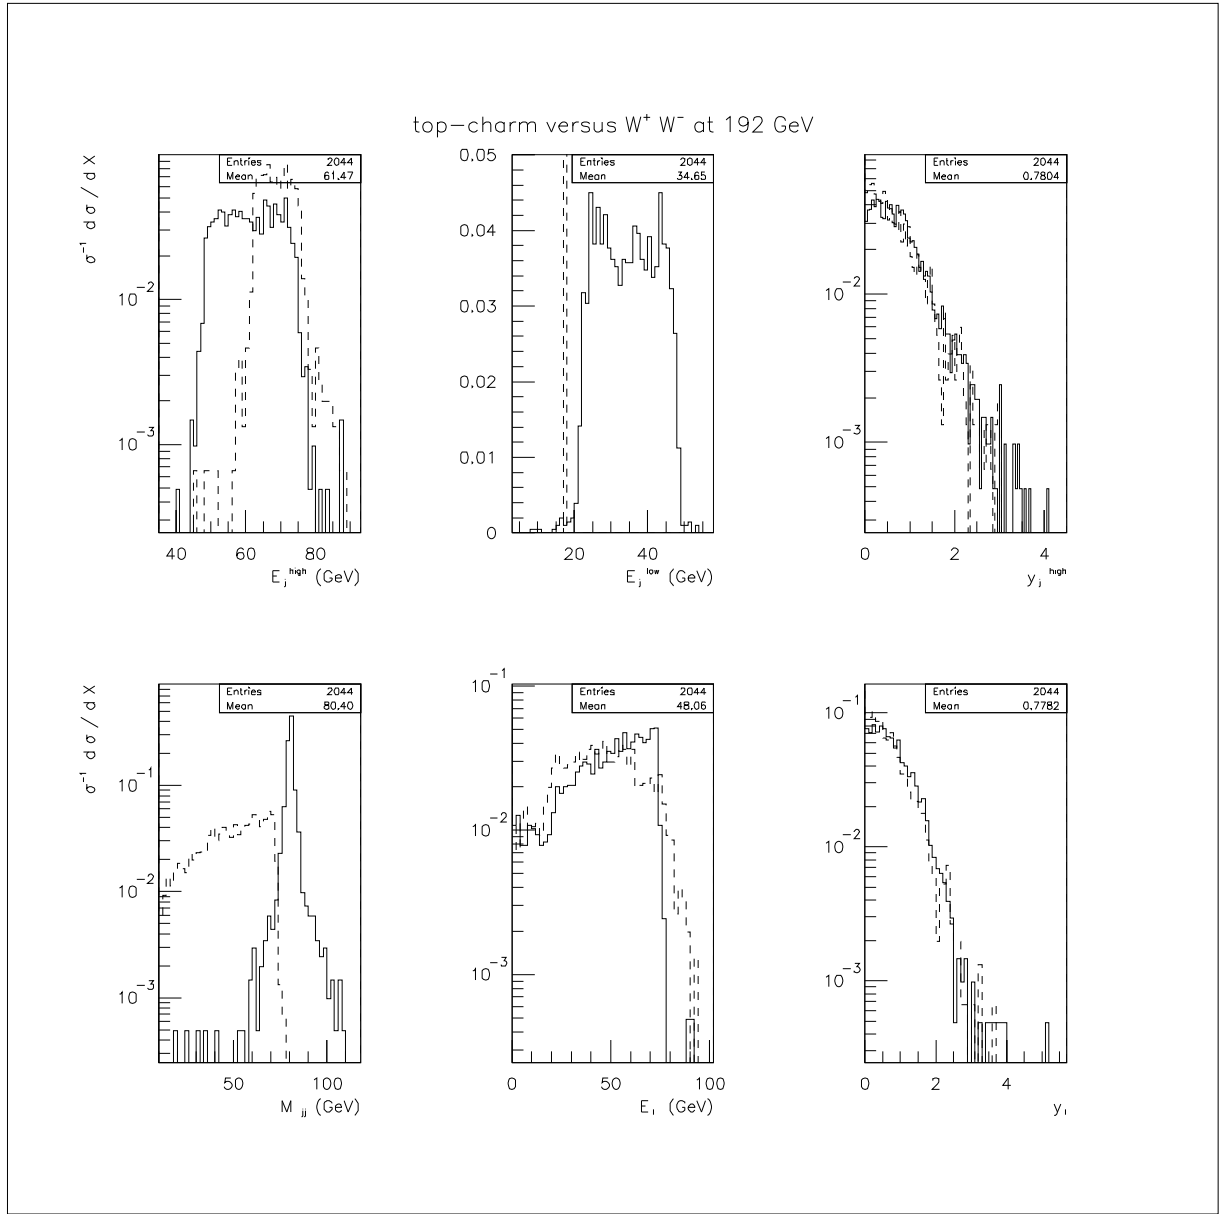 top-charm versus W⁺ W⁻ at 192 GeV
σ⁻¹ d σ / d X
Entries 2044
Mean 61.47
10⁻²
10⁻³
40 60 80
E_j^high (GeV)
Entries 2044
Mean 34.65
0.05
0.04
0.03
0.02
0.01
0
20 40
E_j^low (GeV)
Entries 2044
Mean 0.7804
10⁻²
10⁻³
0 2 4
y_j^high
σ⁻¹ d σ / d X
Entries 2044
Mean 80.40
10⁻¹
10⁻²
10⁻³
50 100
M_jj (GeV)
Entries 2044
Mean 48.06
10⁻¹
10⁻²
10⁻³
0 50 100
E_l (GeV)
Entries 2044
Mean 0.7782
10⁻¹
10⁻²
10⁻³
0 2 4
y_l